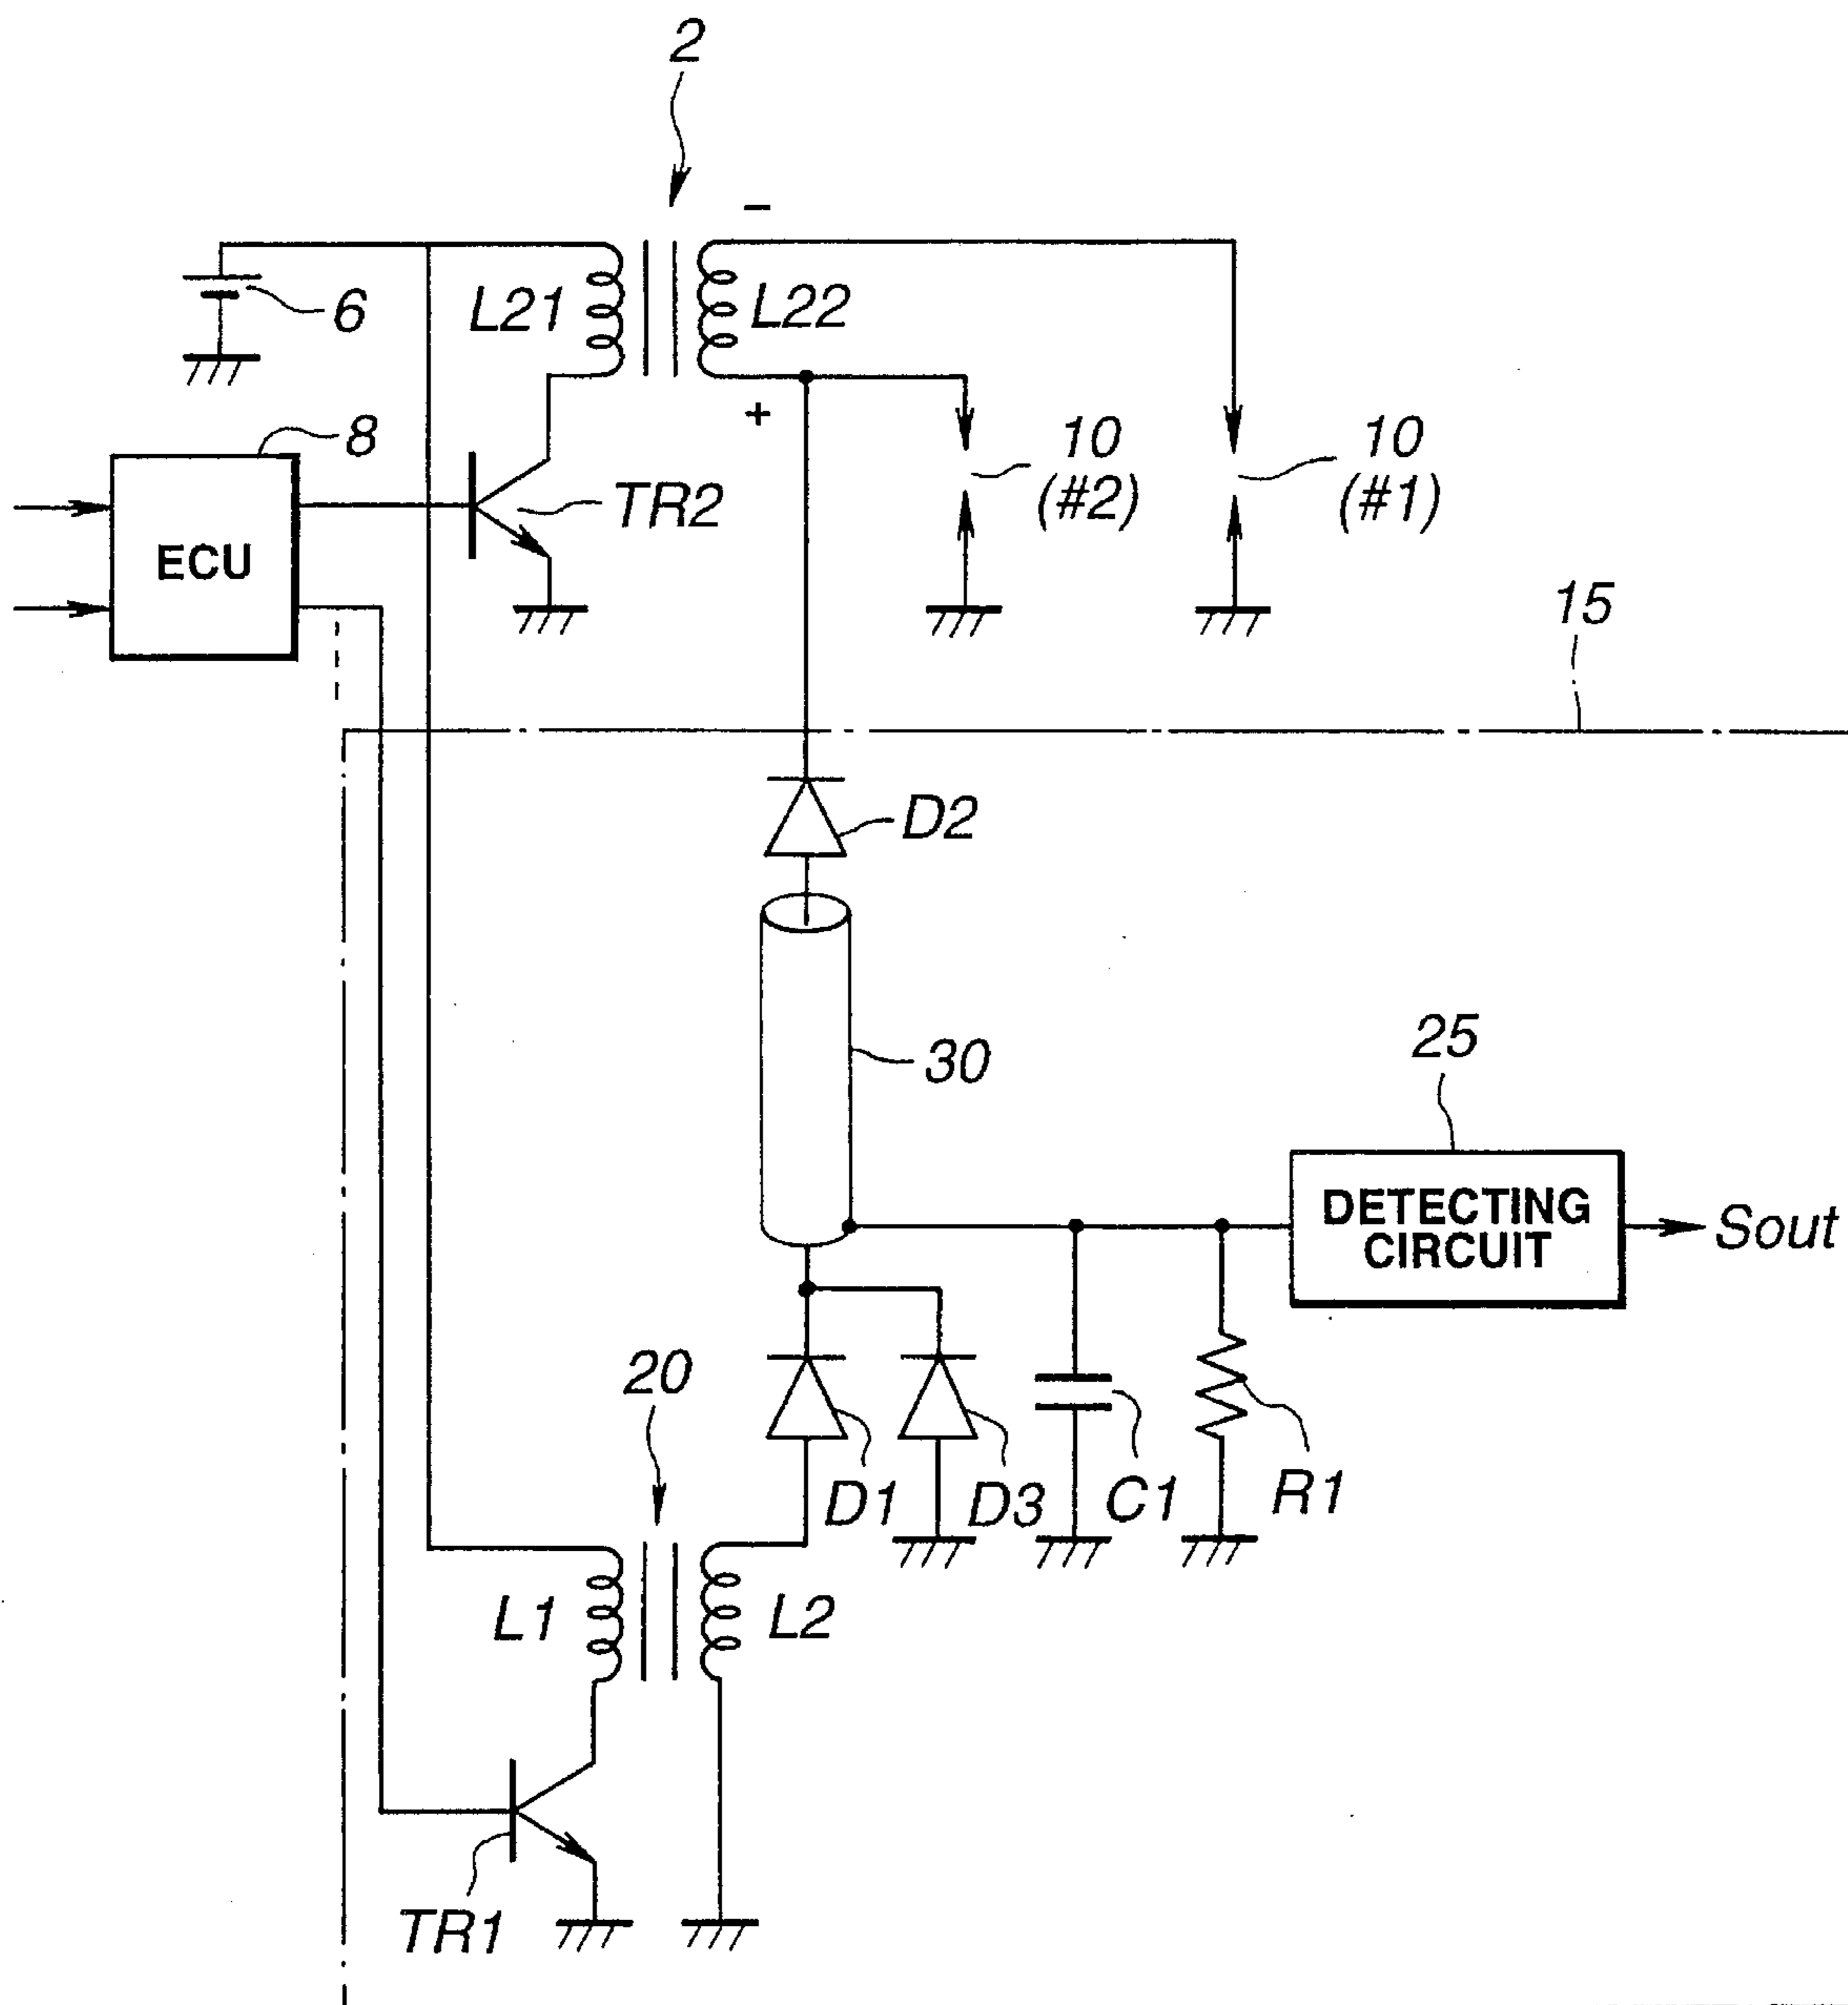 2
−
L21
L22
6
+
8
10
(#2)
10
(#1)
TR2
ECU
15
D2
30
25
DETECTING
CIRCUIT
Sout
20
D1
D3
C1
R1
L1
L2
TR1